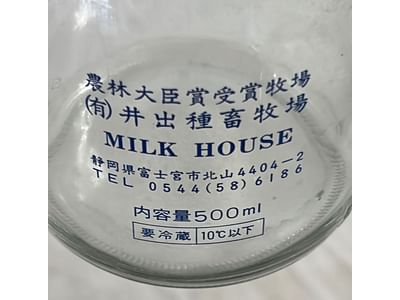 農林大臣賞受賞牧場
(有)井出種畜牧場
MILK HOUSE
静岡県富士宮市北山4404-2
TEL 0544(58)6186
内容量500ml
要冷蔵 10℃以下